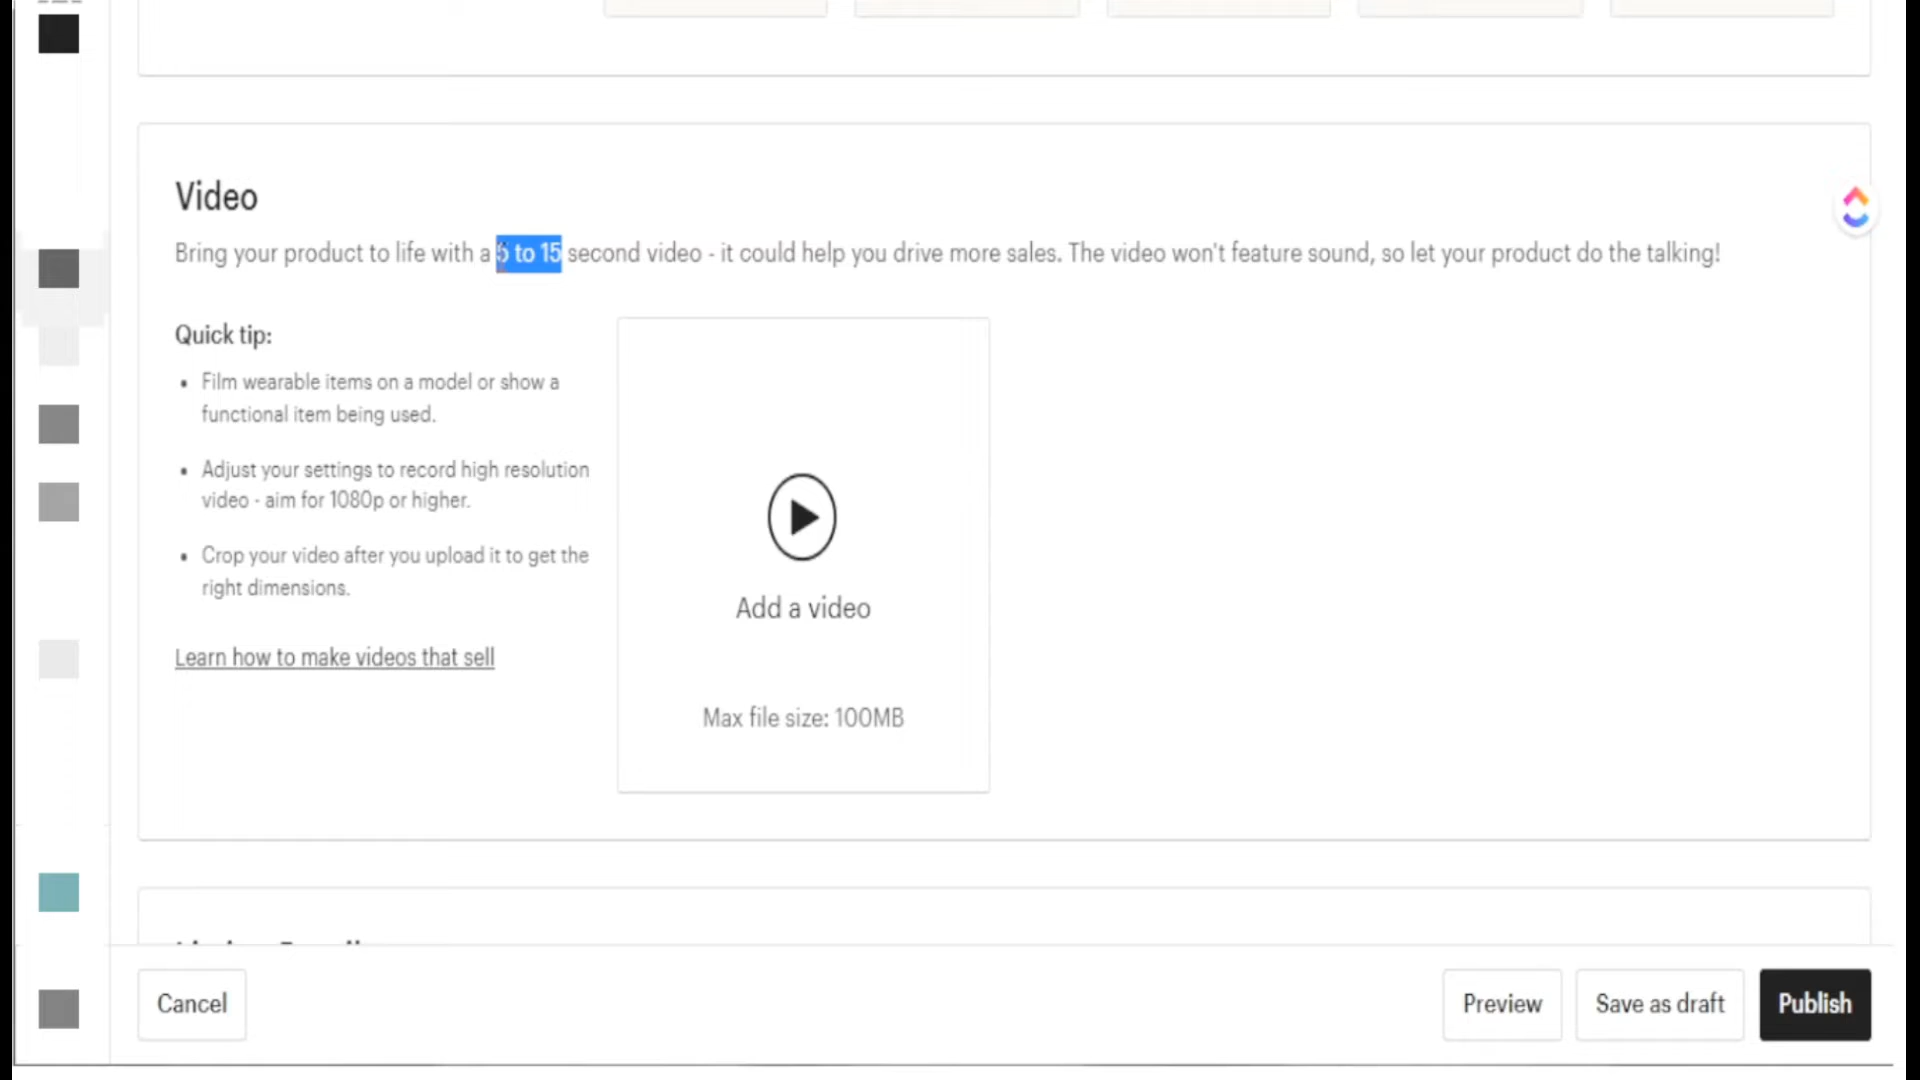 Video
Bring your product to life with a 5 to 15 second video - it could help you drive more sales. The video won't feature sound, so let your product do the talking!
Quick tip:
Film wearable items on a model or show a
functional item being used.
Adjust your settings to record high resolution
video - aim for 1080p or higher.
Crop your video after you upload it to get the
right dimensions.
Learn how to make videos that sell
Add a video
Max file size: 100MB
Cancel
Preview
Save as draft
Publish